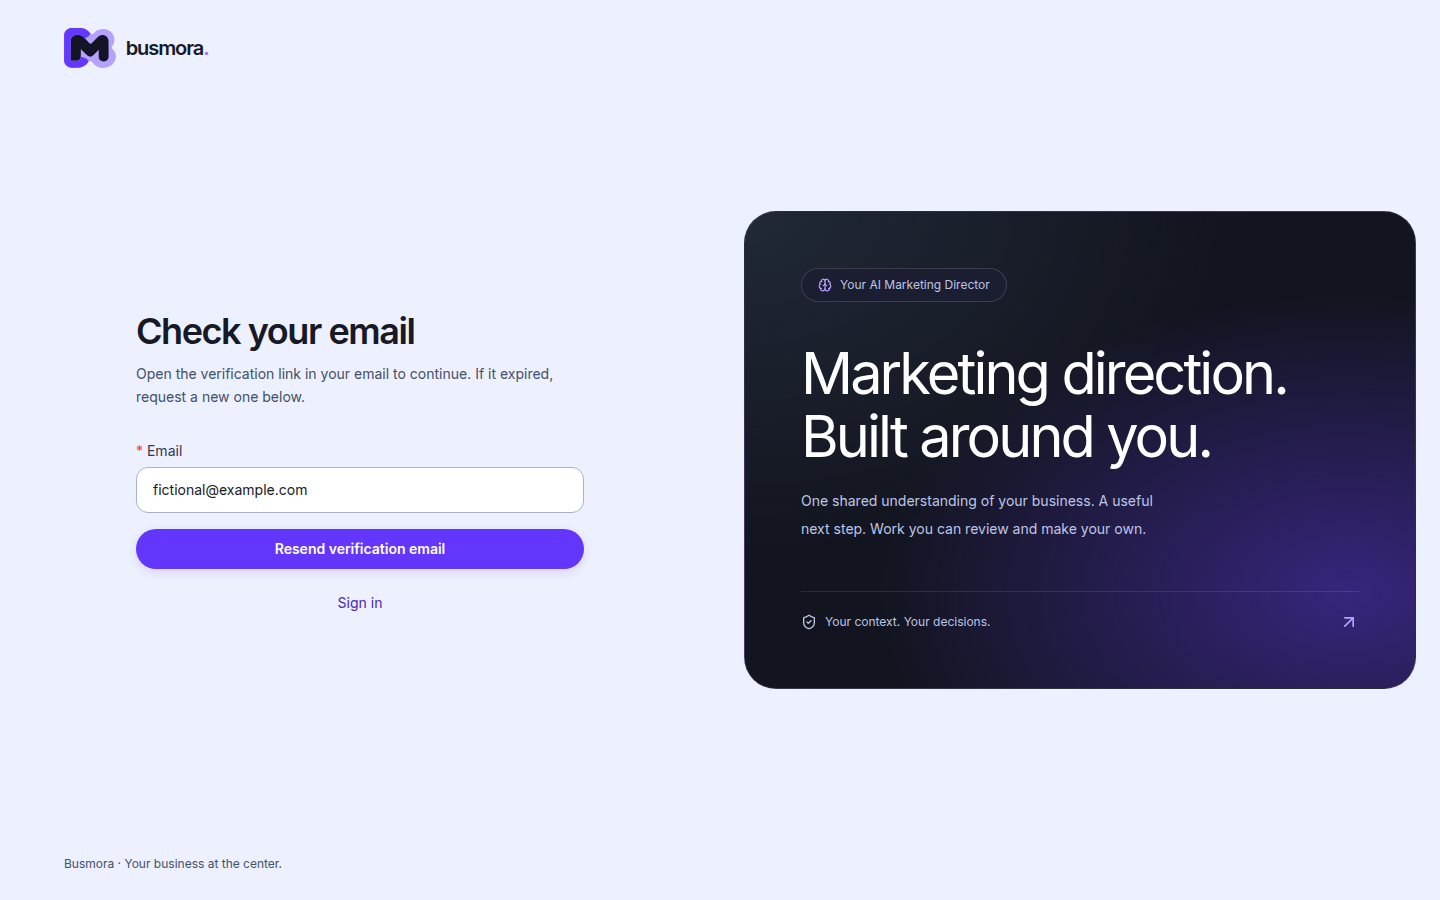 busmora.
Check your email
Open the verification link in your email to continue. If it expired,
request a new one below.
* Email
fictional@example.com
Resend verification email
Sign in
Your AI Marketing Director
Marketing direction.
Built around you.
One shared understanding of your business. A useful
next step. Work you can review and make your own.
Your context. Your decisions.
Busmora · Your business at the center.